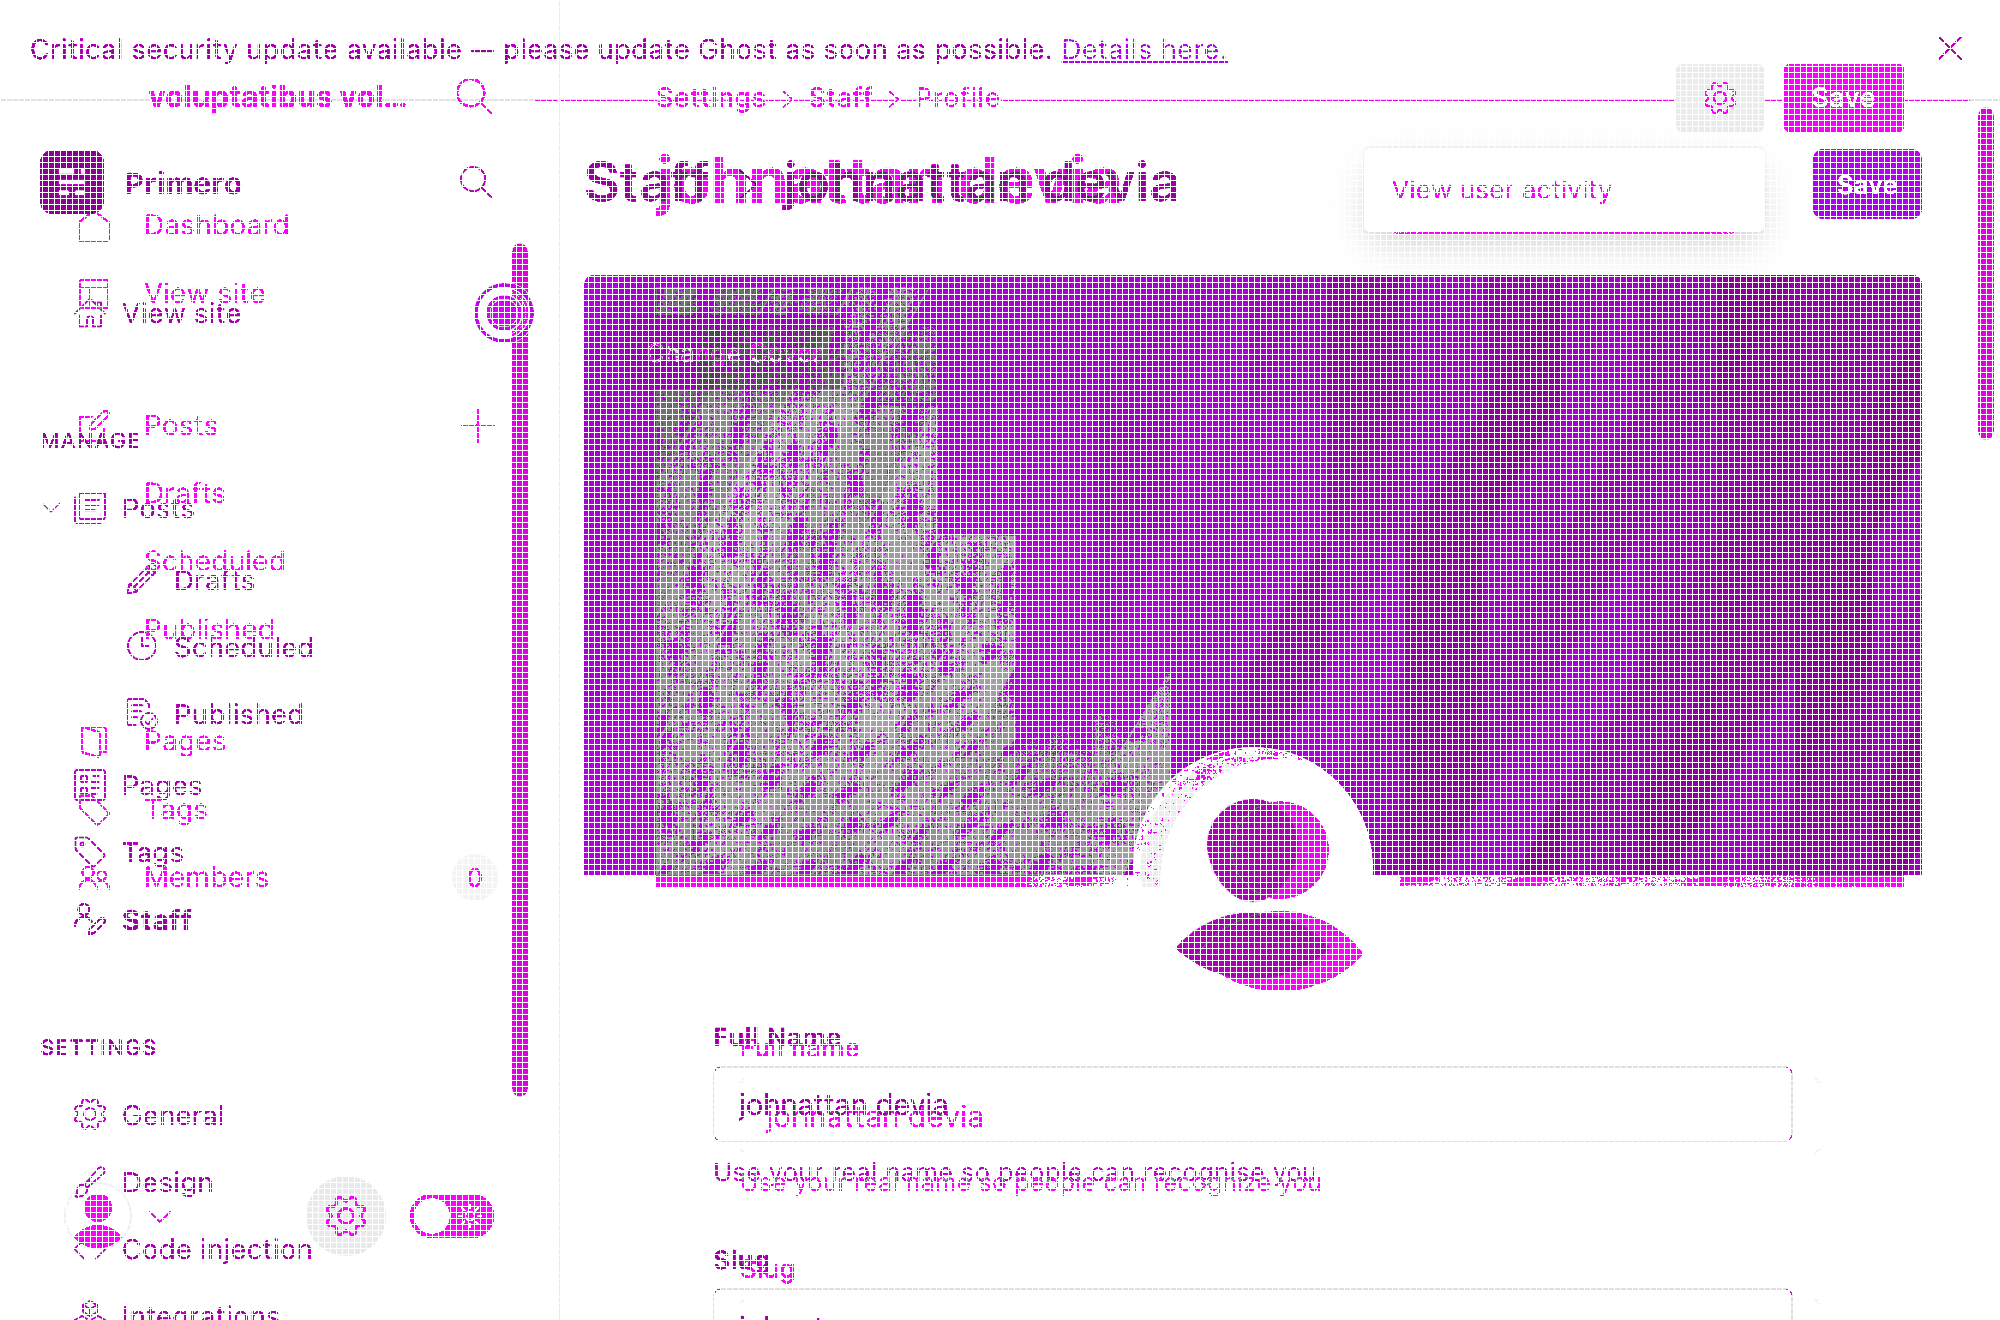 Critical security update available — please update Ghost as soon as possible. Details here.
voluptatibus vol...
Settings > Staff > Profile
Save
Primero
Staff johnattan devia
johnattan devia
View user activity
Save
Dashboard
View site
View site
Change cover
Posts
MANAGE
Drafts
Posts
Scheduled
Drafts
Published
Scheduled
Published
Pages
Pages
Tags
Tags
Members
0
Staff
Full Name
Full name
SETTINGS
johnattan devia
johnattan devia
General
Use your real name so people can recognise you
Use your real name so people can recognize you
Design
Code injection
Slug
Slug
Integrations